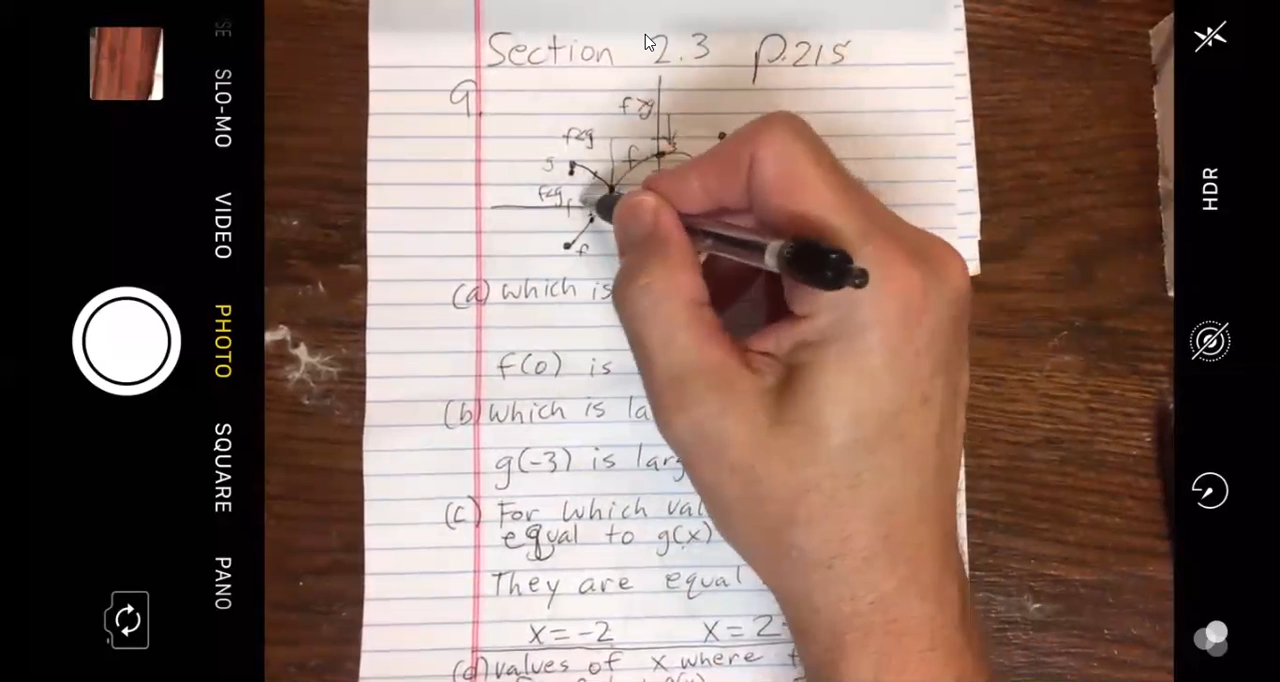 SLO-MO
VIDEO
PHOTO
SQUARE
PANO
HDR
Section 2.3 p.215
9.
f>g
f<g
f
f<g
f
(a) which is
f(0) is
(b) which is la
g(-3) is larg
(c) For which val
equal to g(x)
They are equal
x=-2 x=2
(d) values of x where